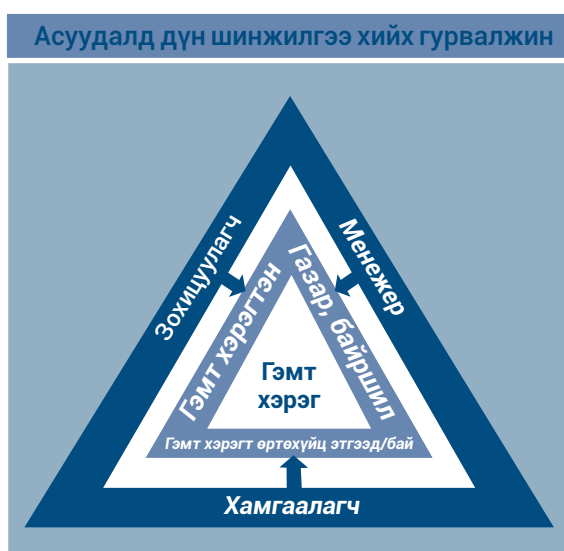 Асуудалд дүн шинжилгээ хийх гурвалжин
Зохицуулагч
Менежер
Гэмт хэрэгтэн
Газар, байршил
Гэмт
хэрэг
Гэмт хэрэгт өртөхүйц этгээд/бай
Хамгаалагч